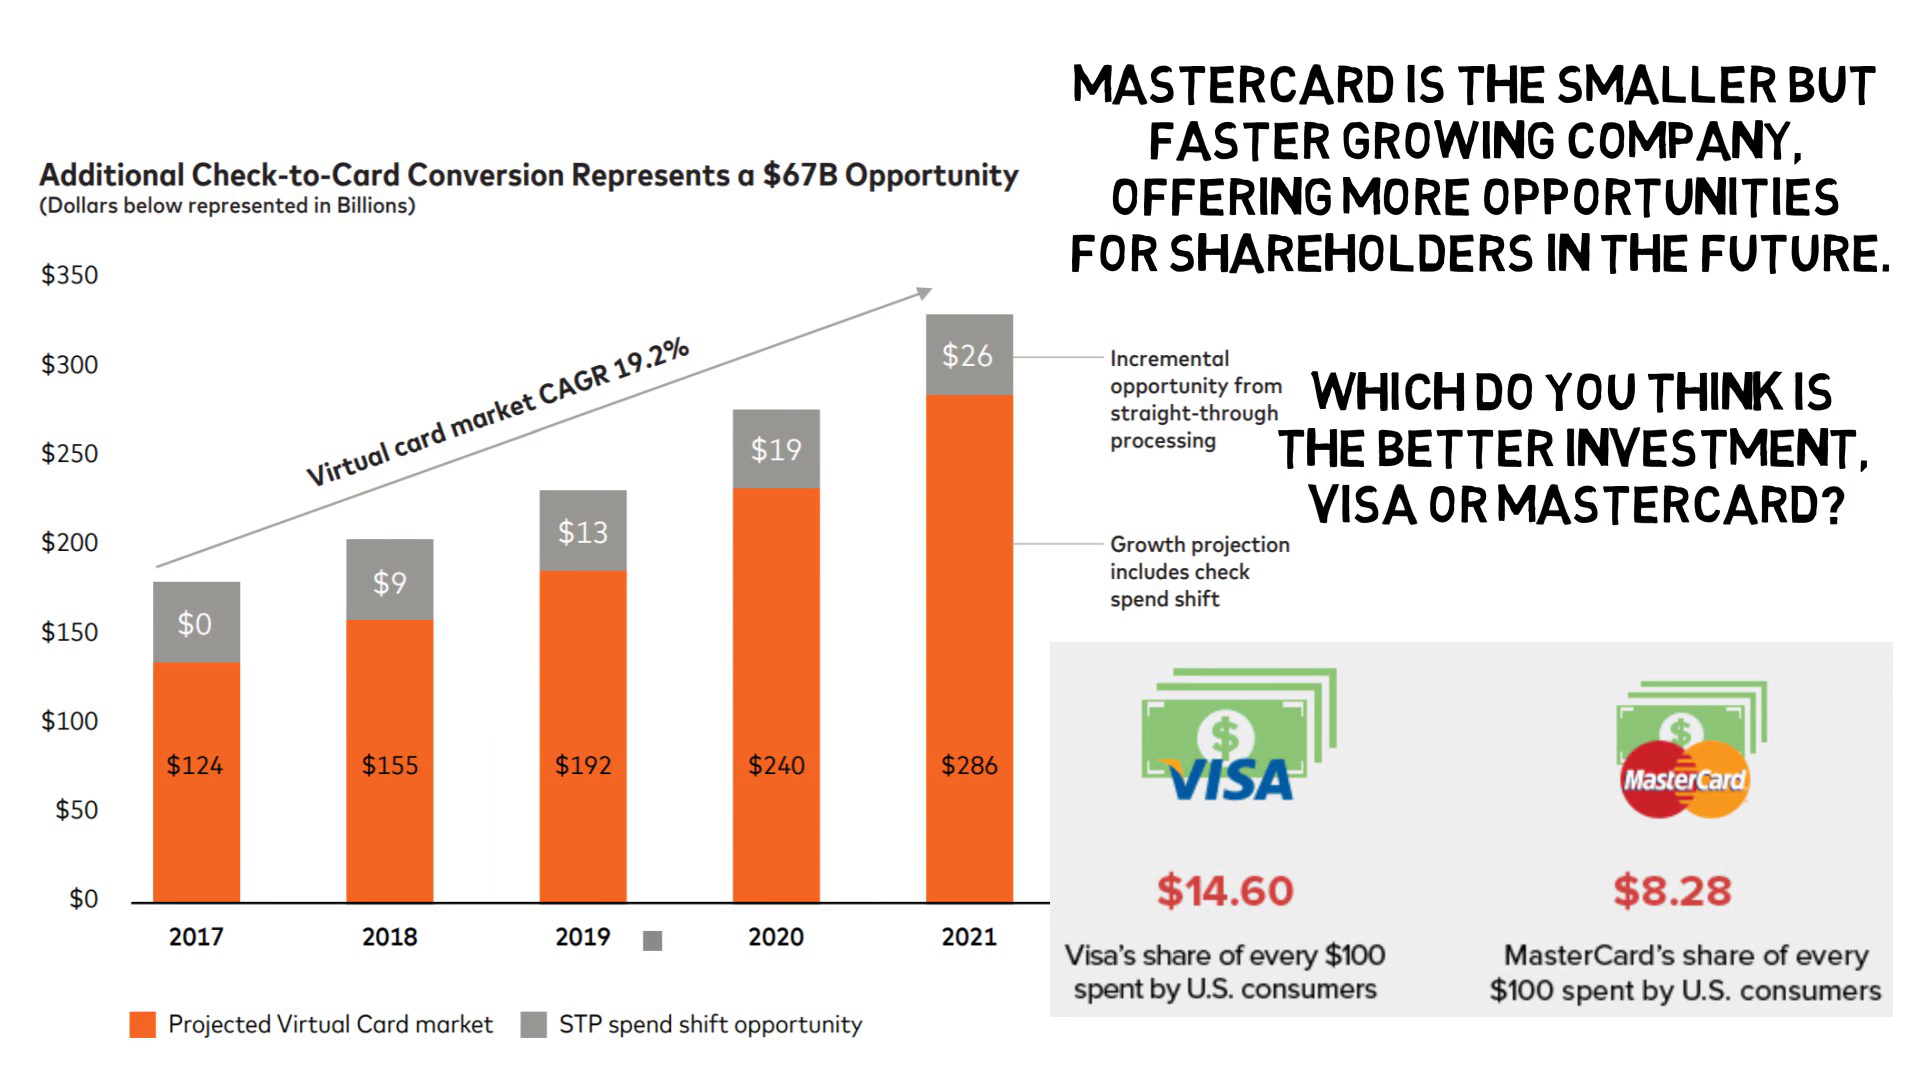 MASTERCARD IS THE SMALLER BUT
FASTER GROWING COMPANY,
OFFERING MORE OPPORTUNITIES
FOR SHAREHOLDERS IN THE FUTURE.
Additional Check-to-Card Conversion Represents a $67B Opportunity
(Dollars below represented in Billions)
$350
$300
$250
$200
$150
$100
$50
$0
Virtual card market CAGR 19.2%
$0
$9
$13
$19
$26
$124
$155
$192
$240
$286
2017
2018
2019
2020
2021
Projected Virtual Card market
STP spend shift opportunity
Incremental
opportunity from
straight-through
processing
Growth projection
includes check
spend shift
WHICH DO YOU THINK IS
THE BETTER INVESTMENT,
VISA OR MASTERCARD?
$
VISA
$14.60
Visa's share of every $100
spent by U.S. consumers
$
MasterCard
$8.28
MasterCard's share of every
$100 spent by U.S. consumers